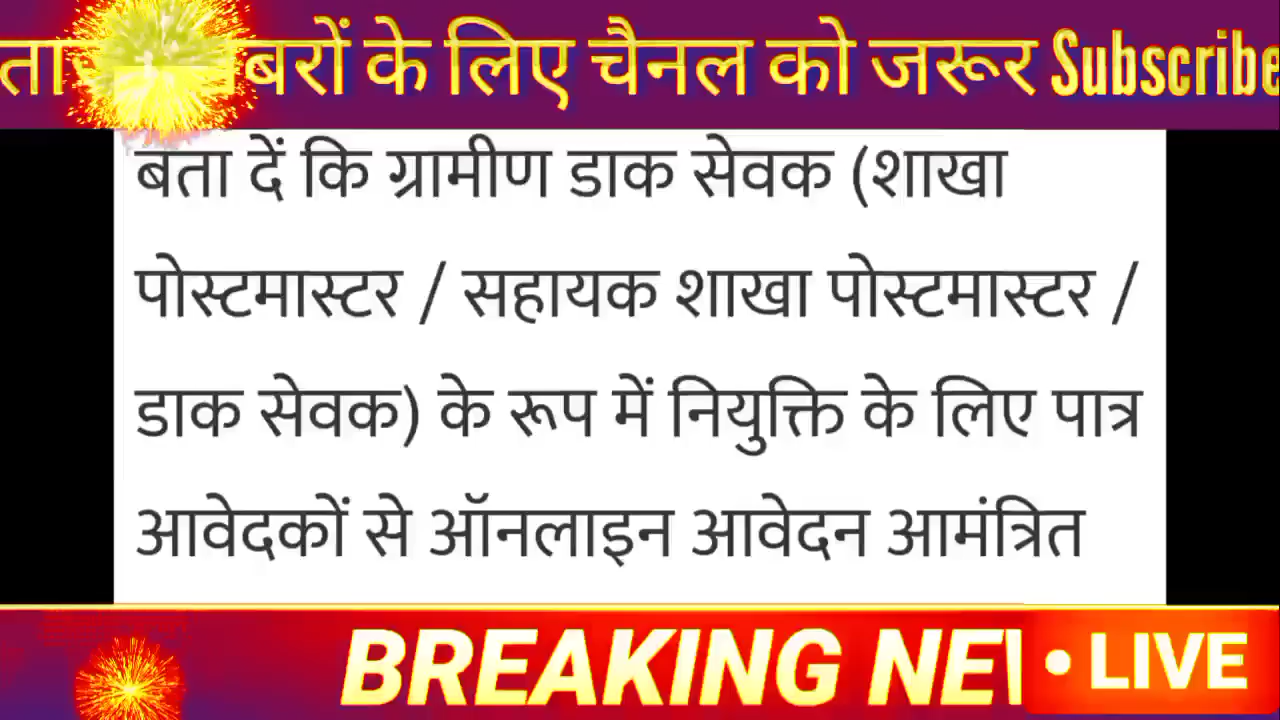 के लिए चैनल को जरूर Subscribe
बता दें कि ग्रामीण डाक सेवक (शाखा
पोस्टमास्टर / सहायक शाखा पोस्टमास्टर /
डाक सेवक) के रूप में नियुक्ति के लिए पात्र
आवेदकों से ऑनलाइन आवेदन आमंत्रित
BREAKING NE
• LIVE